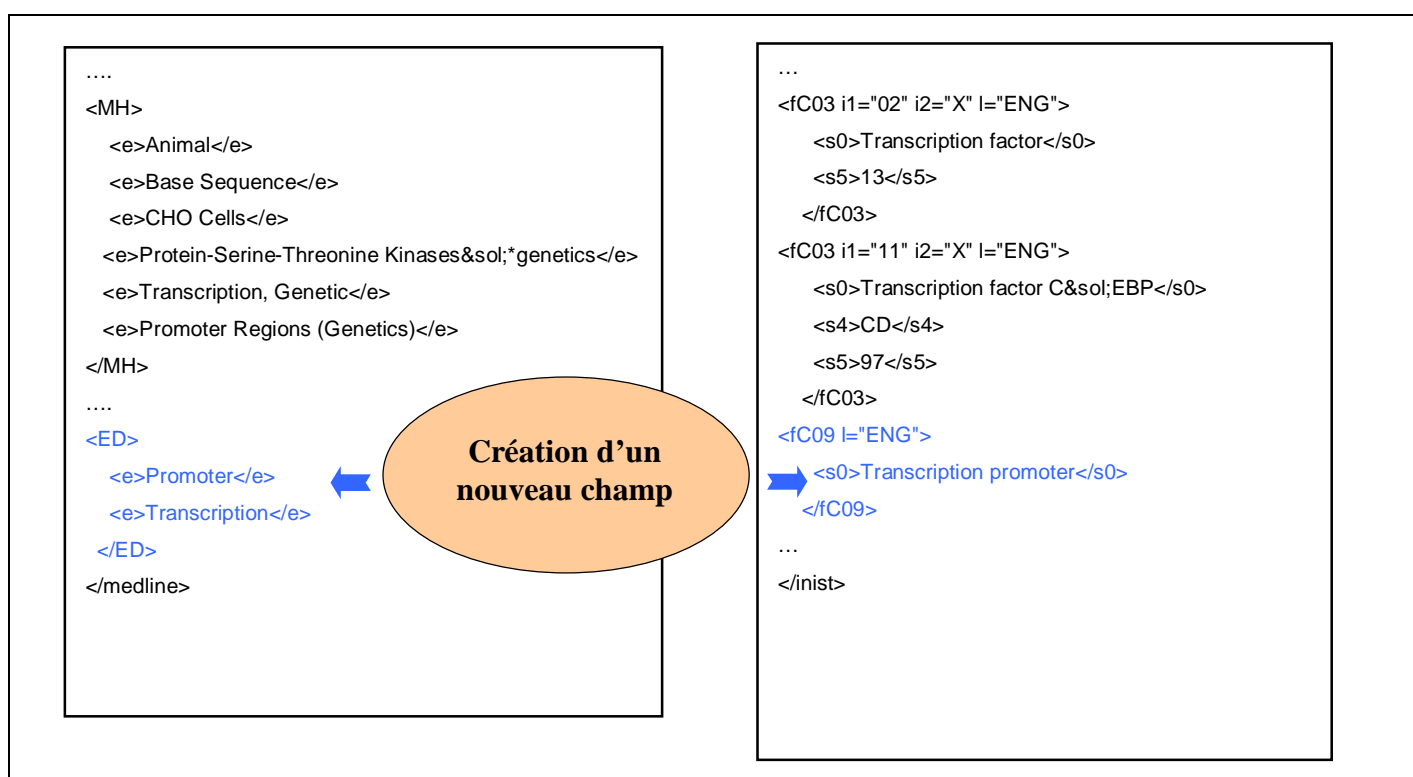 ….
<MH>
<e>Animal</e>
<e>Base Sequence</e>
<e>CHO Cells</e>
<e>Protein-Serine-Threonine Kinases&sol;*genetics</e>
<e>Transcription, Genetic</e>
<e>Promoter Regions (Genetics)</e>
</MH>
….
<ED>
<e>Promoter</e>
<e>Transcription</e>
</ED>
</medline>
Création d’un
nouveau champ
…
<fC03 i1="02" i2="X" l="ENG">
<s0>Transcription factor</s0>
<s5>13</s5>
</fC03>
<fC03 i1="11" i2="X" l="ENG">
<s0>Transcription factor C&sol;EBP</s0>
<s4>CD</s4>
<s5>97</s5>
</fC03>
<fC09 l="ENG">
<s0>Transcription promoter</s0>
</fC09>
…
</inist>